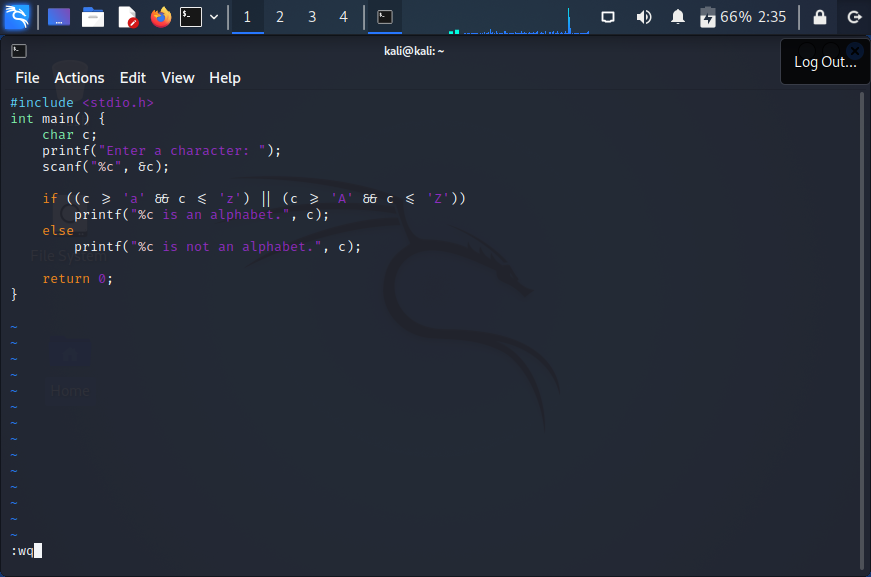 1 2 3 4 66% 2:35
kali@kali: ~
Log Out...
File Actions Edit View Help
#include <stdio.h>
int main() {
    char c;
    printf("Enter a character: ");
    scanf("%c", &c);

    if ((c ⩾ 'a' && c ⩽ 'z') || (c ⩾ 'A' && c ⩽ 'Z'))
        printf("%c is an alphabet.", c);
    else
        printf("%c is not an alphabet.", c);
File System

    return 0;
}

~
~
~
~
~
Home
~
~
~
~
~
~
~
~
~
:wq